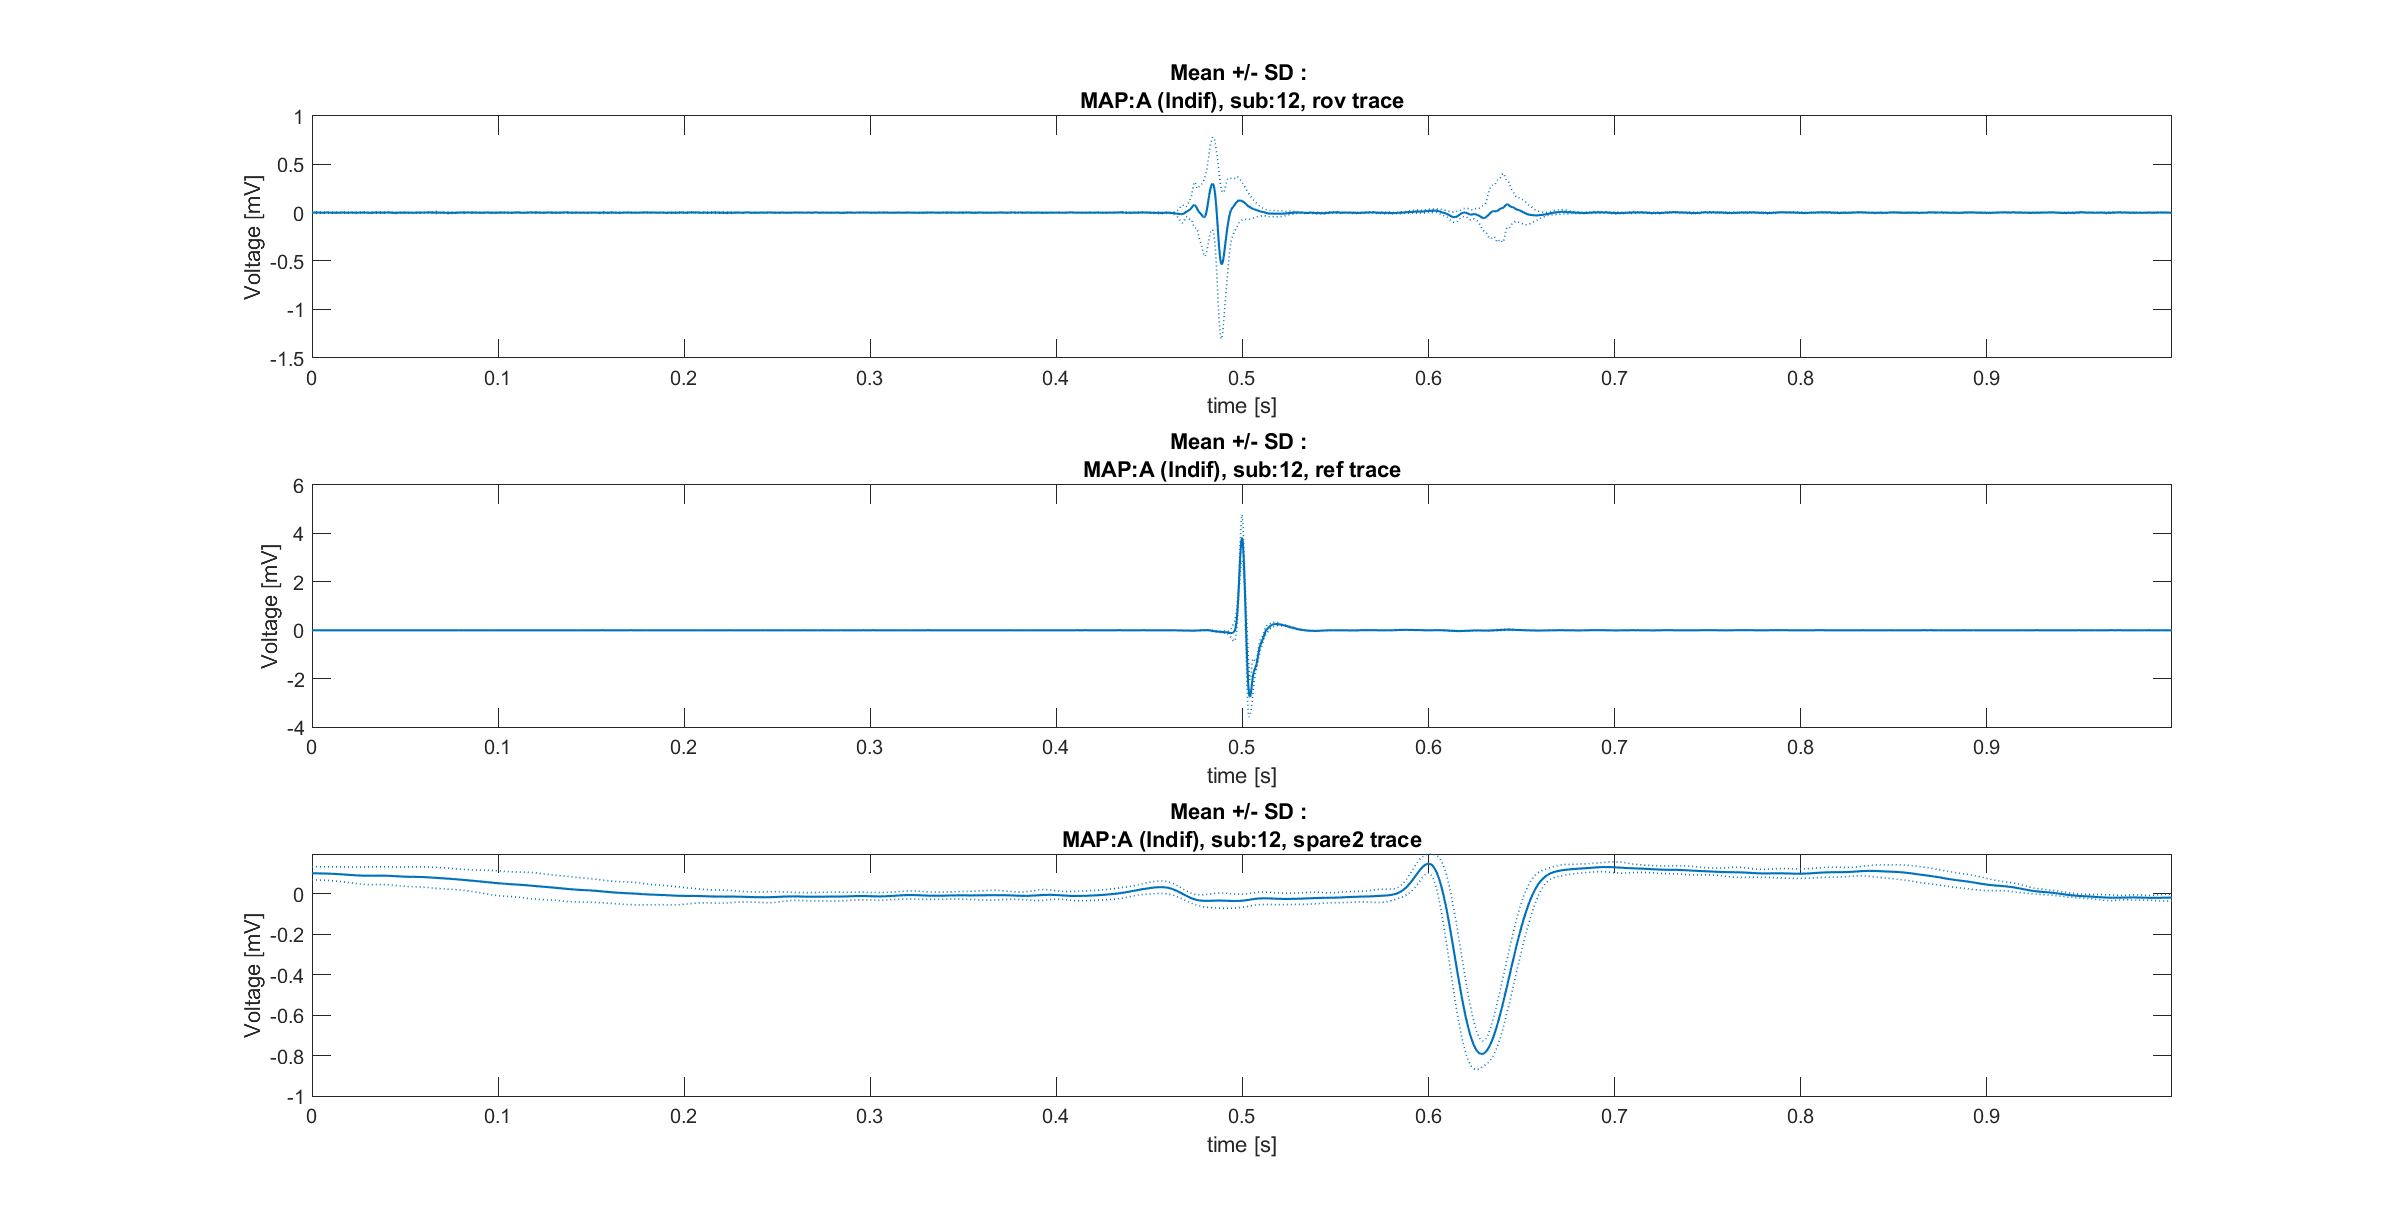 Mean +/- SD :
MAP:A (Indif), sub:12, rov trace
1
0.5
0
-0.5
-1
-1.5
Voltage [mV]
0 0.1 0.2 0.3 0.4 0.5 0.6 0.7 0.8 0.9
time [s]
Mean +/- SD :
MAP:A (Indif), sub:12, ref trace
6
4
2
0
-2
-4
Voltage [mV]
0 0.1 0.2 0.3 0.4 0.5 0.6 0.7 0.8 0.9
time [s]
Mean +/- SD :
MAP:A (Indif), sub:12, spare2 trace
0
-0.2
-0.4
-0.6
-0.8
-1
Voltage [mV]
0 0.1 0.2 0.3 0.4 0.5 0.6 0.7 0.8 0.9
time [s]